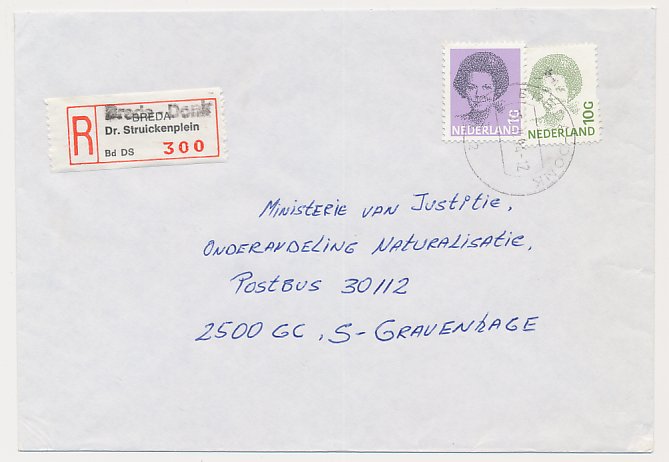 R
Breda-Donk
BREDA
Dr. Struickenplein
Bd DS
300
1G
NEDERLAND
10G
NEDERLAND
MINISTERIE VAN JUSTITIE,
ONDERAVDELING NATURALISATIE,
POSTBUS 30112
2500 GC, S-GRAVENHAGE